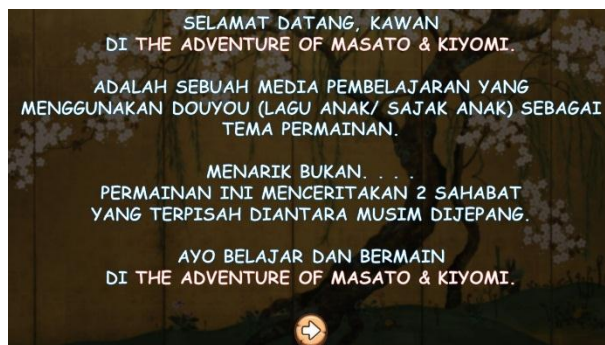 SELAMAT DATANG, KAWAN
DI THE ADVENTURE OF MASATO & KIYOMI.
ADALAH SEBUAH MEDIA PEMBELAJARAN YANG
MENGGUNAKAN DOUYOU (LAGU ANAK/ SAJAK ANAK) SEBAGAI
TEMA PERMAINAN.
MENARIK BUKAN. . . .
PERMAINAN INI MENCERITAKAN 2 SAHABAT
YANG TERPISAH DIANTARA MUSIM DIJEPANG.
AYO BELAJAR DAN BERMAIN
DI THE ADVENTURE OF MASATO & KIYOMI.